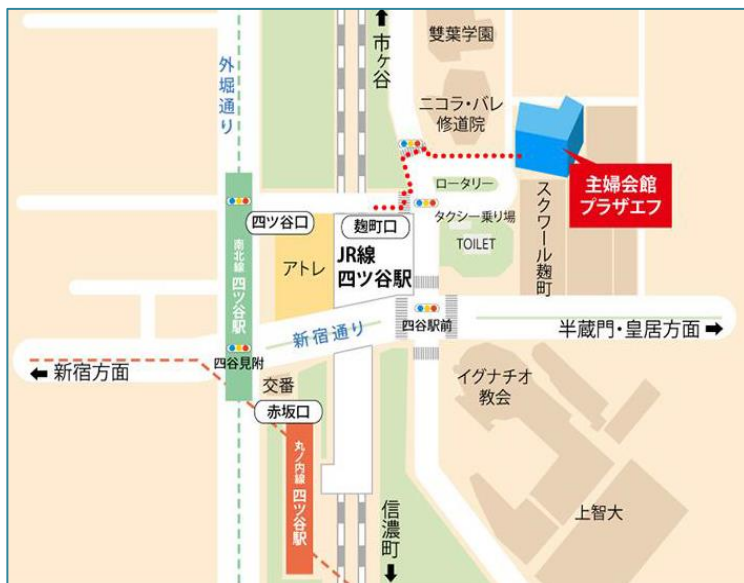 市ヶ谷
雙葉学園
外堀通り
ニコラ・バレ
修道院
主婦会館
プラザエフ
ロータリー
四ツ谷口
麹町口
タクシー乗り場
スクワール麹町
南北線 四ツ谷駅
アトレ
JR線
四ツ谷駅
TOILET
新宿通り
四谷駅前
半蔵門・皇居方面
四谷見附
新宿方面
交番
イグナチオ
教会
赤坂口
丸ノ内線 四ツ谷駅
信濃町
上智大